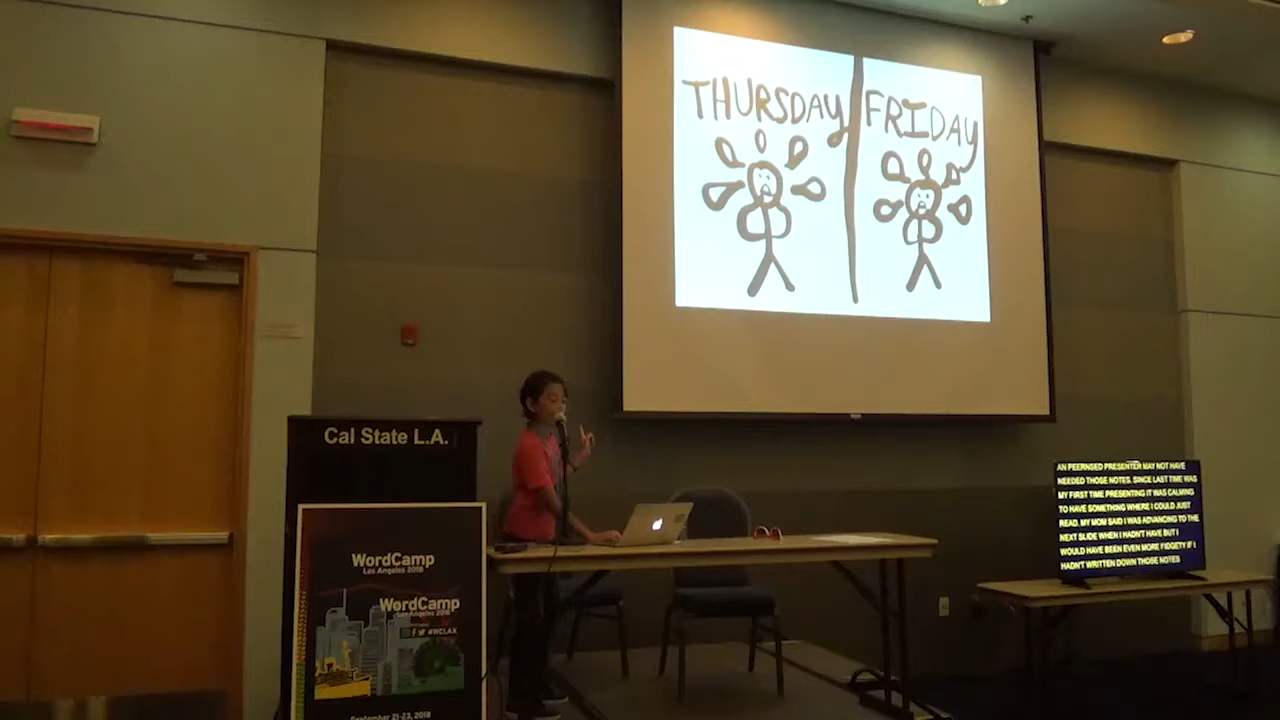 THURSDAY
FRIDAY
Cal State L.A.
WordCamp
Los Angeles 2018
WordCamp
Los Angeles 2018
#WCLAX
September 21-23, 2018
AN PEERNSED PRESENTER MAY NOT HAVE
NEEDED THOSE NOTES. SINCE LAST TIME WAS
MY FIRST TIME PRESENTING IT WAS CALMING
TO HAVE SOMETHING WHERE I COULD JUST
READ. MY MOM SAID I WAS ADVANCING TO THE
NEXT SLIDE WHEN I HADN'T HAVE BUT I
WOULD HAVE BEEN EVEN MORE FIDGETY IF I
HADN'T WRITTEN DOWN THOSE NOTES